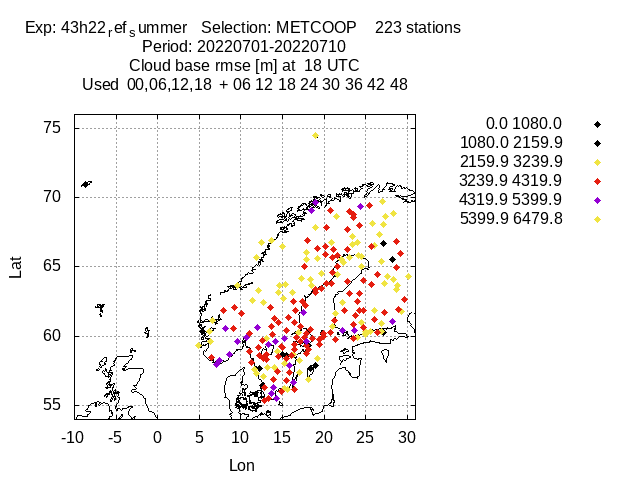 Exp: 43h22ref summer Selection: METCOOP 223 stations
Period: 20220701-20220710
Cloud base rmse [m] at 18 UTC
Used 00,06,12,18 + 06 12 18 24 30 36 42 48
0.0 1080.0
1080.0 2159.9
2159.9 3239.9
3239.9 4319.9
4319.9 5399.9
5399.9 6479.8
75
70
65
60
55
Lat
-10 -5 0 5 10 15 20 25 30
Lon